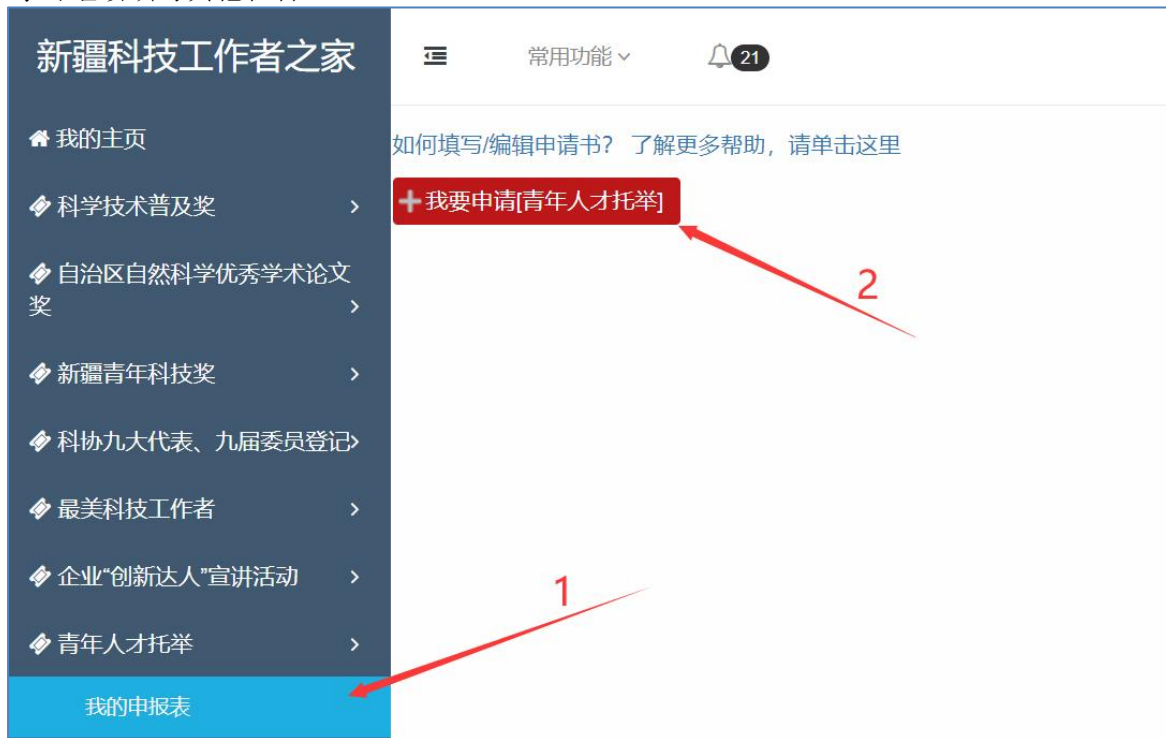 新疆科技工作者之家
常用功能
21
我的主页
如何填写/编辑申请书? 了解更多帮助，请单击这里
科学技术普及奖
我要申请[青年人才托举]
自治区自然科学优秀学术论文
奖
2
新疆青年科技奖
科协九大代表、九届委员登记
最美科技工作者
企业“创新达人”宣讲活动
1
青年人才托举
我的申报表